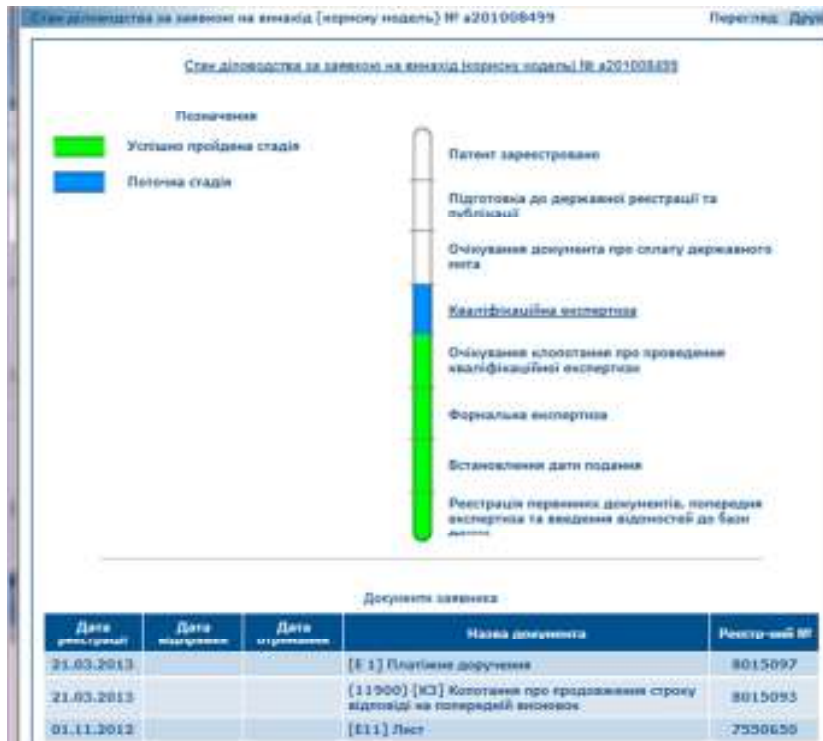 Стан діловодства за заявкою на винахід (корисну модель) № a201008499 Перегляд Друк
Стан діловодства за заявкою на винахід (корисну модель) № a201008499
Позначення
Успішно пройдена стадія
Поточна стадія
Патент зареєстровано
Підготовка до державної реєстрації та
публікації
Очікування документа про сплату державного
мита
Кваліфікаційна експертиза
Очікування клопотання про проведення
кваліфікаційної експертизи
Формальна експертиза
Встановлення дати подання
Реєстрація первинних документів, попередня
експертиза та введення відомостей до бази
Документи заявника
Дата реєстрації Дата відправки Дата отримання Назва документа Реєстр-ний №
21.03.2013 [Е 1] Платіжне доручення 8015097
21.03.2013 (11900) [К3] Клопотання про продовження строку
відповіді на попередній висновок 8015093
01.11.2012 [Е11] Лист 7550650